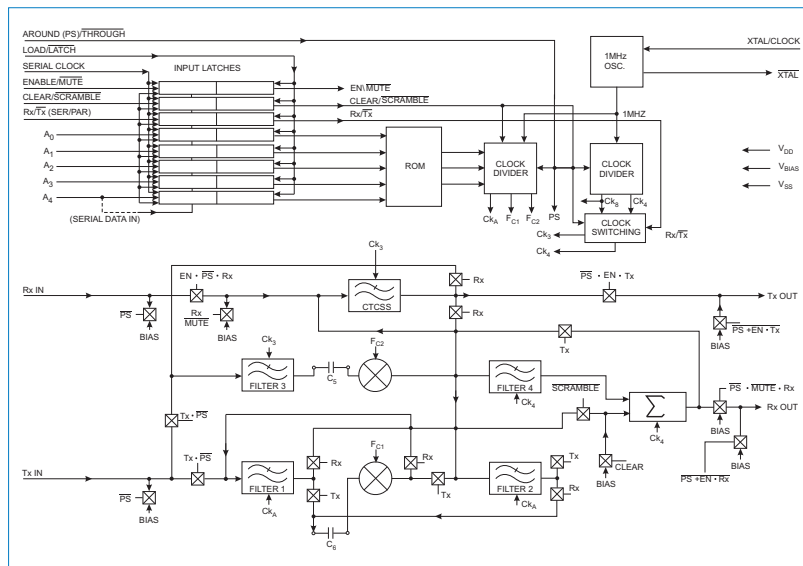 AROUND (PS)/THROUGH
LOAD/LATCH
SERIAL CLOCK
INPUT LATCHES
ENABLE/MUTE
EN\MUTE
CLEAR/SCRAMBLE
CLEAR/SCRAMBLE
Rx/Tx (SER/PAR)
Rx/Tx
A0
A1
A2
A3
A4
(SERIAL DATA IN)
ROM
CLOCK
DIVIDER
CkA
FC1
FC2
PS
1MHz
OSC.
XTAL/CLOCK
XTAL
1MHZ
CLOCK
DIVIDER
Ck8
Ck4
CLOCK
SWITCHING
Ck3
Ck4
Rx/Tx
VDD
VBIAS
VSS
Rx IN
PS
BIAS
EN · PS · Rx
Rx
MUTE
BIAS
Ck3
CTCSS
Rx
Rx
PS · EN · Tx
Tx OUT
PS +EN · Tx
BIAS
Tx
Ck3
FILTER 3
C5
FC2
FILTER 4
Ck4
SCRAMBLE
Σ
Ck4
PS · MUTE · Rx
Rx OUT
BIAS
PS +EN · Rx
BIAS
CLEAR
BIAS
Tx · PS
Tx IN
PS
BIAS
Tx · PS
FILTER 1
CkA
Rx
Tx
C6
FC1
Rx
Tx
FILTER 2
CkA
Tx
Rx